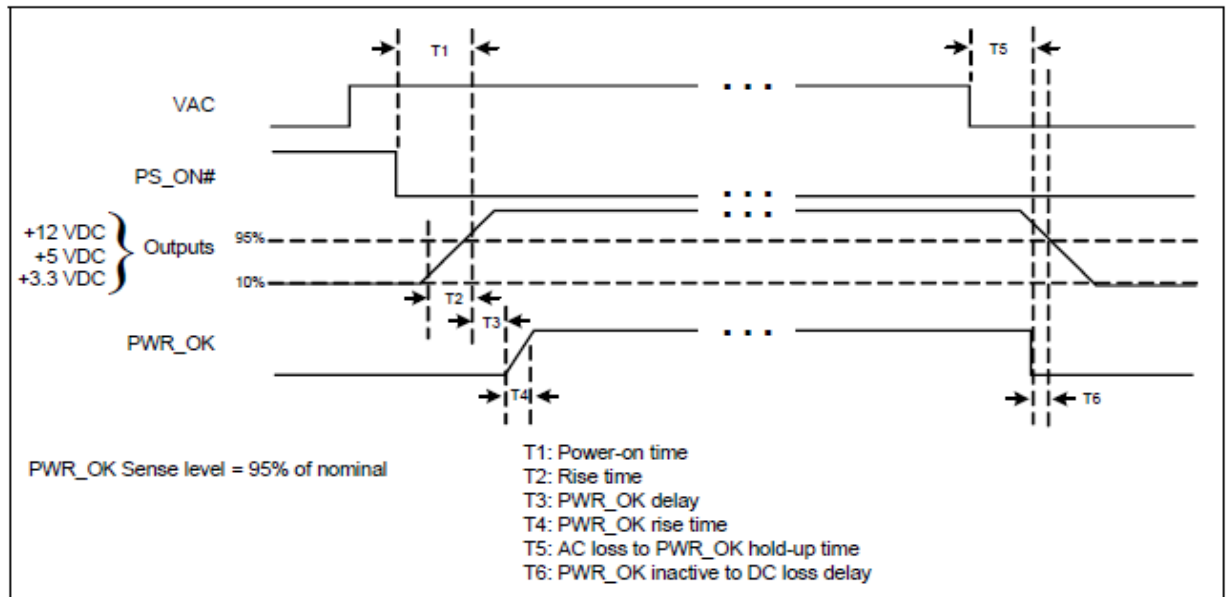 T1
T5
VAC
. . .
PS_ON#
. . .
. . .
+12 VDC
+5 VDC
+3.3 VDC
} Outputs
95%
10%
T2
T3
PWR_OK
. . .
T4
T6
PWR_OK Sense level = 95% of nominal
T1: Power-on time
T2: Rise time
T3: PWR_OK delay
T4: PWR_OK rise time
T5: AC loss to PWR_OK hold-up time
T6: PWR_OK inactive to DC loss delay